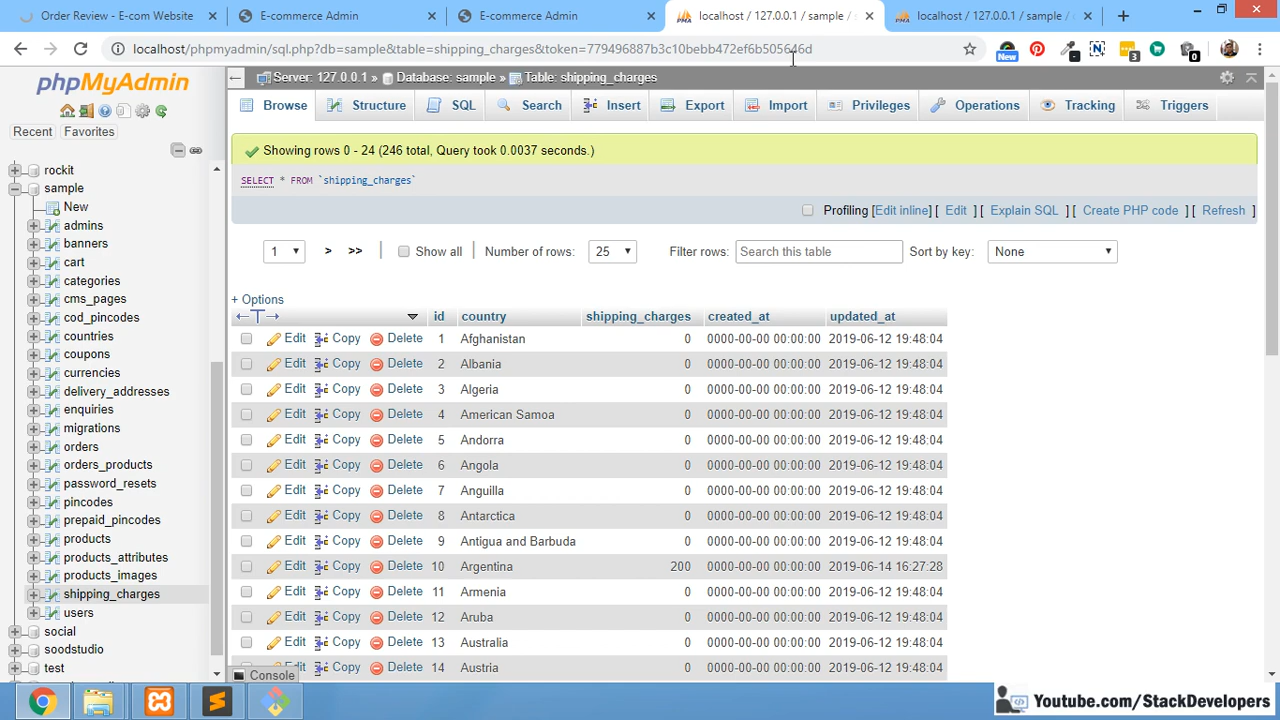 Order Review - E-com Website
E-commerce Admin
E-commerce Admin
localhost / 127.0.0.1 / sample /
localhost / 127.0.0.1 / sample /
localhost/phpmyadmin/sql.php?db=sample&table=shipping_charges&token=779496887b3c10bebb472ef6b505646d
New
3
0
phpMyAdmin
Recent
Favorites
rockit
sample
New
admins
banners
cart
categories
cms_pages
cod_pincodes
countries
coupons
currencies
delivery_addresses
enquiries
migrations
orders
orders_products
password_resets
pincodes
prepaid_pincodes
products
products_attributes
products_images
shipping_charges
users
social
soodstudio
test
Server: 127.0.0.1 » Database: sample » Table: shipping_charges
Browse Structure SQL Search Insert Export Import Privileges Operations Tracking Triggers
Showing rows 0 - 24 (246 total, Query took 0.0037 seconds.)
SELECT * FROM `shipping_charges`
Profiling [Edit inline] [ Edit ] [ Explain SQL ] [ Create PHP code ] [ Refresh ]
1 > >> Show all Number of rows: 25 Filter rows: Search this table Sort by key: None
+ Options
←T→ id country shipping_charges created_at updated_at
Edit Copy Delete 1 Afghanistan 0 0000-00-00 00:00:00 2019-06-12 19:48:04
Edit Copy Delete 2 Albania 0 0000-00-00 00:00:00 2019-06-12 19:48:04
Edit Copy Delete 3 Algeria 0 0000-00-00 00:00:00 2019-06-12 19:48:04
Edit Copy Delete 4 American Samoa 0 0000-00-00 00:00:00 2019-06-12 19:48:04
Edit Copy Delete 5 Andorra 0 0000-00-00 00:00:00 2019-06-12 19:48:04
Edit Copy Delete 6 Angola 0 0000-00-00 00:00:00 2019-06-12 19:48:04
Edit Copy Delete 7 Anguilla 0 0000-00-00 00:00:00 2019-06-12 19:48:04
Edit Copy Delete 8 Antarctica 0 0000-00-00 00:00:00 2019-06-12 19:48:04
Edit Copy Delete 9 Antigua and Barbuda 0 0000-00-00 00:00:00 2019-06-12 19:48:04
Edit Copy Delete 10 Argentina 200 0000-00-00 00:00:00 2019-06-14 16:27:28
Edit Copy Delete 11 Armenia 0 0000-00-00 00:00:00 2019-06-12 19:48:04
Edit Copy Delete 12 Aruba 0 0000-00-00 00:00:00 2019-06-12 19:48:04
Edit Copy Delete 13 Australia 0 0000-00-00 00:00:00 2019-06-12 19:48:04
Edit Copy Delete 14 Austria 0 0000-00-00 00:00:00 2019-06-12 19:48:04
Console
Youtube.com/StackDevelopers